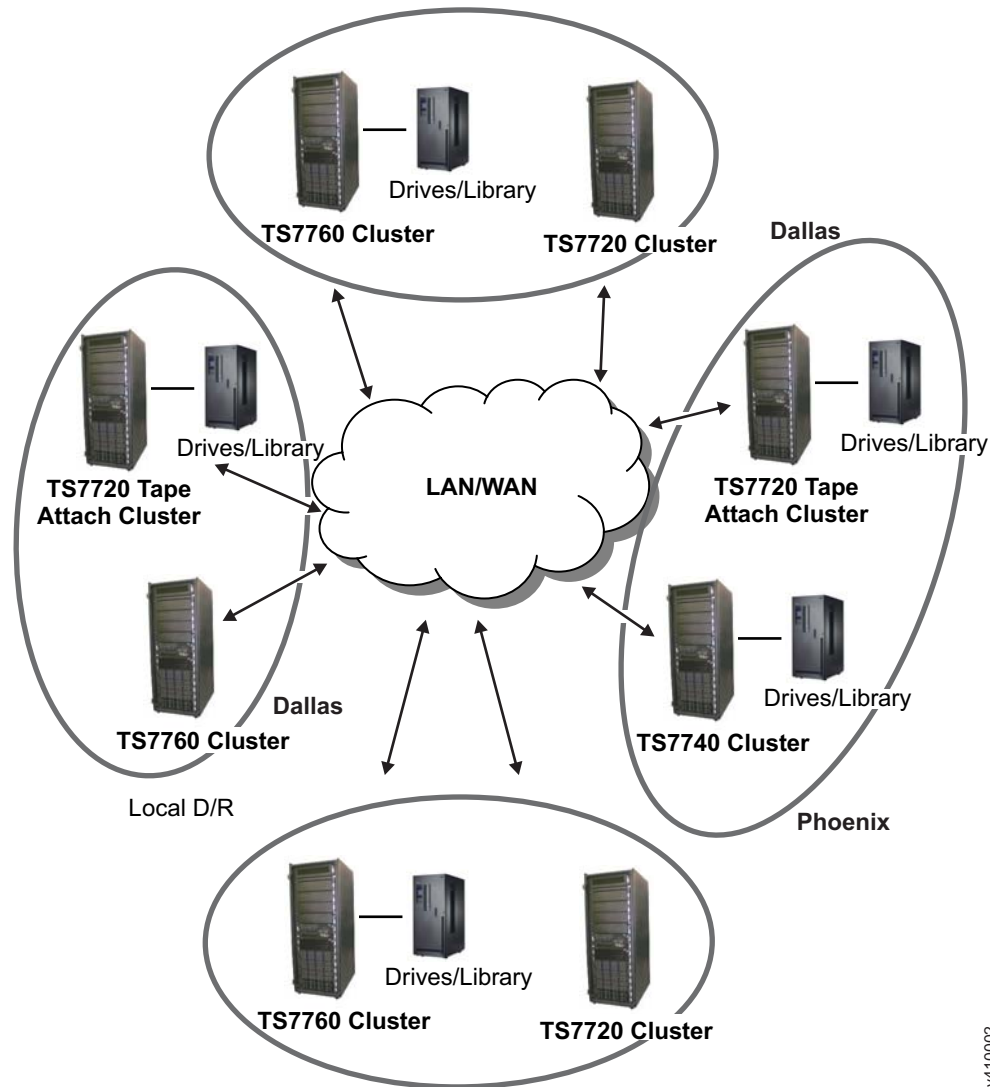 Drives/Library
TS7760 Cluster
TS7720 Cluster
Dallas
Drives/Library
TS7720 Tape
Attach Cluster
LAN/WAN
Drives/Library
TS7720 Tape
Attach Cluster
TS7760 Cluster
Dallas
Local D/R
Drives/Library
TS7740 Cluster
Phoenix
Drives/Library
TS7760 Cluster
TS7720 Cluster